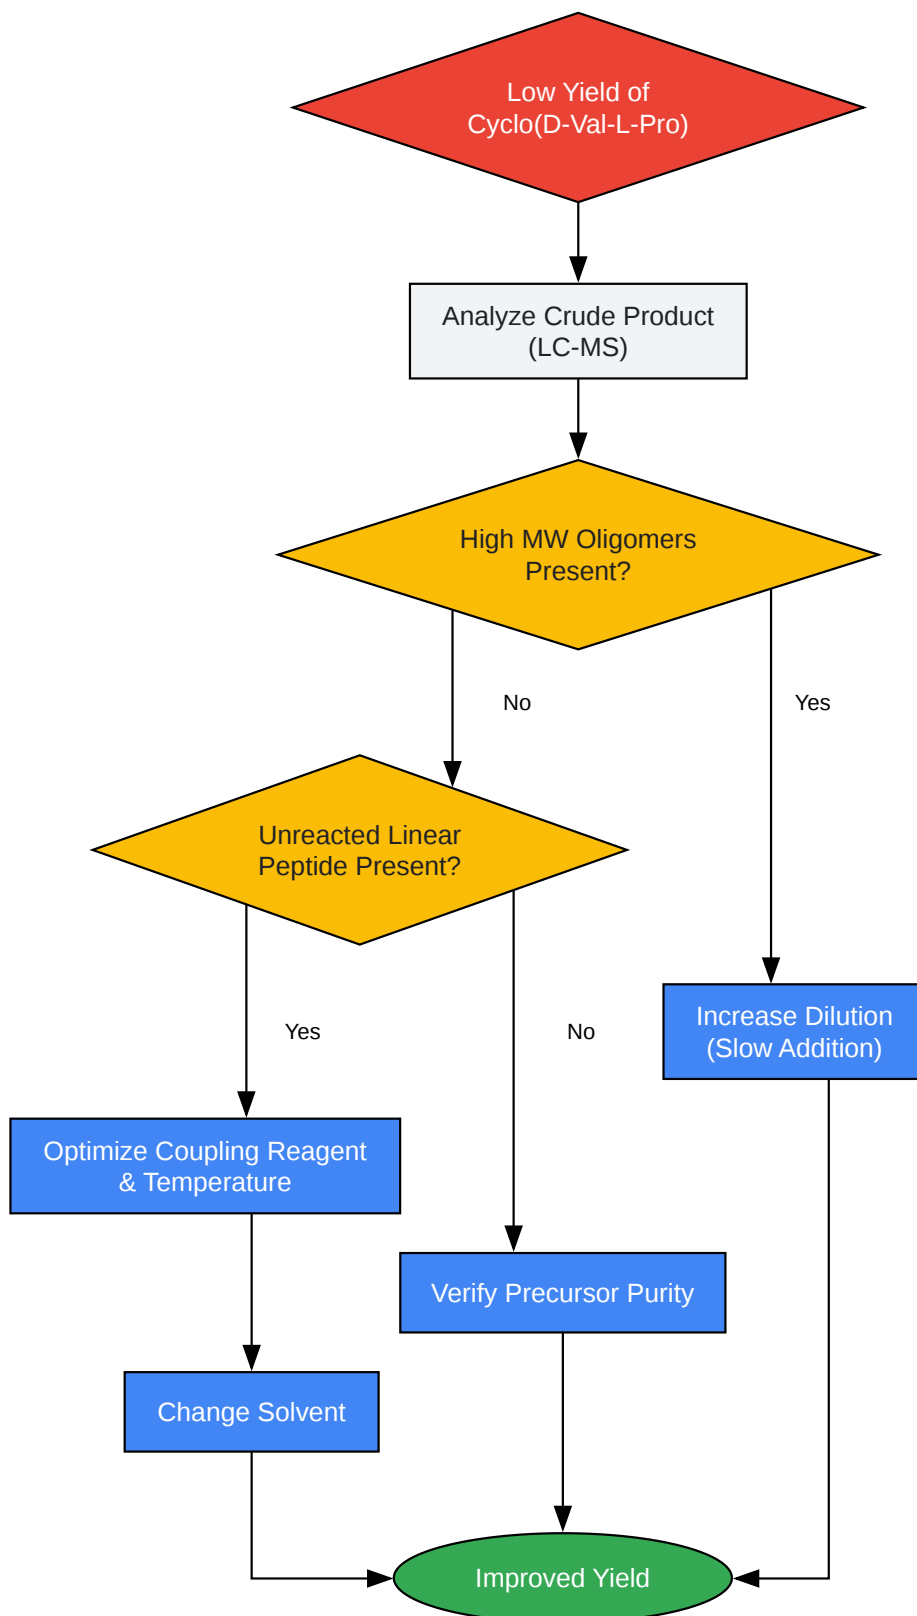 Low Yield of
Cyclo(D-Val-L-Pro)
Analyze Crude Product
(LC-MS)
High MW Oligomers
Present?
No
Yes
Unreacted Linear
Peptide Present?
Yes
No
Increase Dilution
(Slow Addition)
Optimize Coupling Reagent
& Temperature
Verify Precursor Purity
Change Solvent
Improved Yield